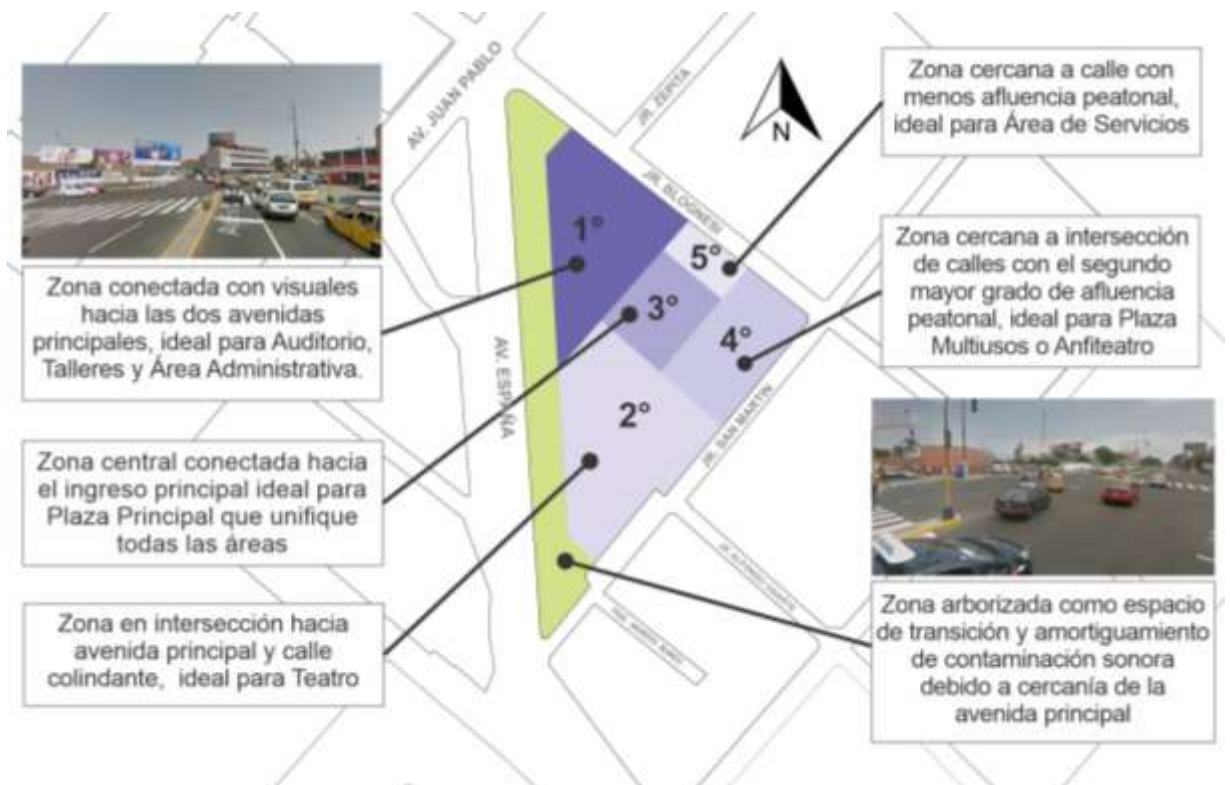 Zona conectada con visuales
hacia las dos avenidas
principales, ideal para Auditorio,
Talleres y Área Administrativa.
Zona central conectada hacia
el ingreso principal ideal para
Plaza Principal que unifique
todas las áreas
Zona en intersección hacia
avenida principal y calle
colindante, ideal para Teatro
AV. JUAN PABLO
JR. ZEPITA
N
JR. BLOGNESI
1°
5°
3°
4°
2°
AV. ESPAÑA
JR. SAN MARTIN
Zona cercana a calle con
menos afluencia peatonal,
ideal para Área de Servicios
Zona cercana a intersección
de calles con el segundo
mayor grado de afluencia
peatonal, ideal para Plaza
Multiusos o Anfiteatro
Zona arborizada como espacio
de transición y amortiguamiento
de contaminación sonora
debido a cercanía de la
avenida principal